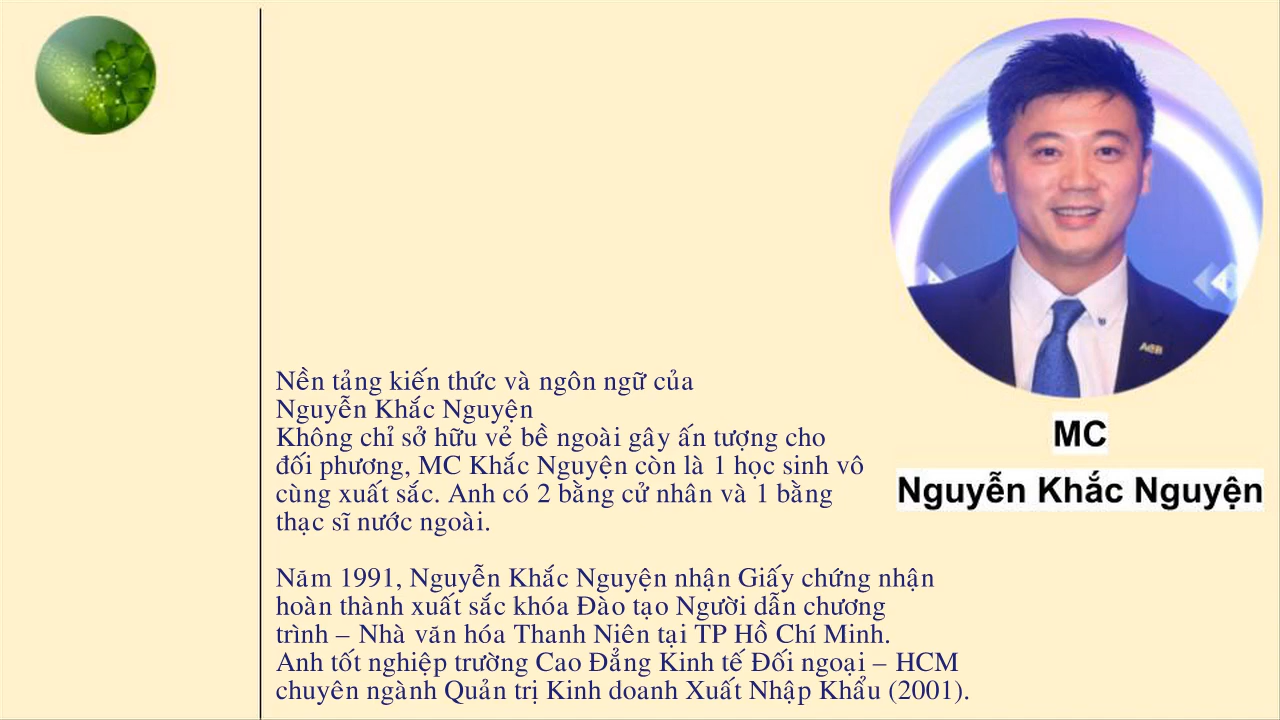 Nền tảng kiến thức và ngôn ngữ của
Nguyễn Khắc Nguyện
Không chỉ sở hữu vẻ bề ngoài gây ấn tượng cho
đối phương, MC Khắc Nguyện còn là 1 học sinh vô
cùng xuất sắc. Anh có 2 bằng cử nhân và 1 bằng
thạc sĩ nước ngoài.
Năm 1991, Nguyễn Khắc Nguyện nhận Giấy chứng nhận
hoàn thành xuất sắc khóa Đào tạo Người dẫn chương
trình – Nhà văn hóa Thanh Niên tại TP Hồ Chí Minh.
Anh tốt nghiệp trường Cao Đẳng Kinh tế Đối ngoại – HCM
chuyên ngành Quản trị Kinh doanh Xuất Nhập Khẩu (2001).
MC
Nguyễn Khắc Nguyện